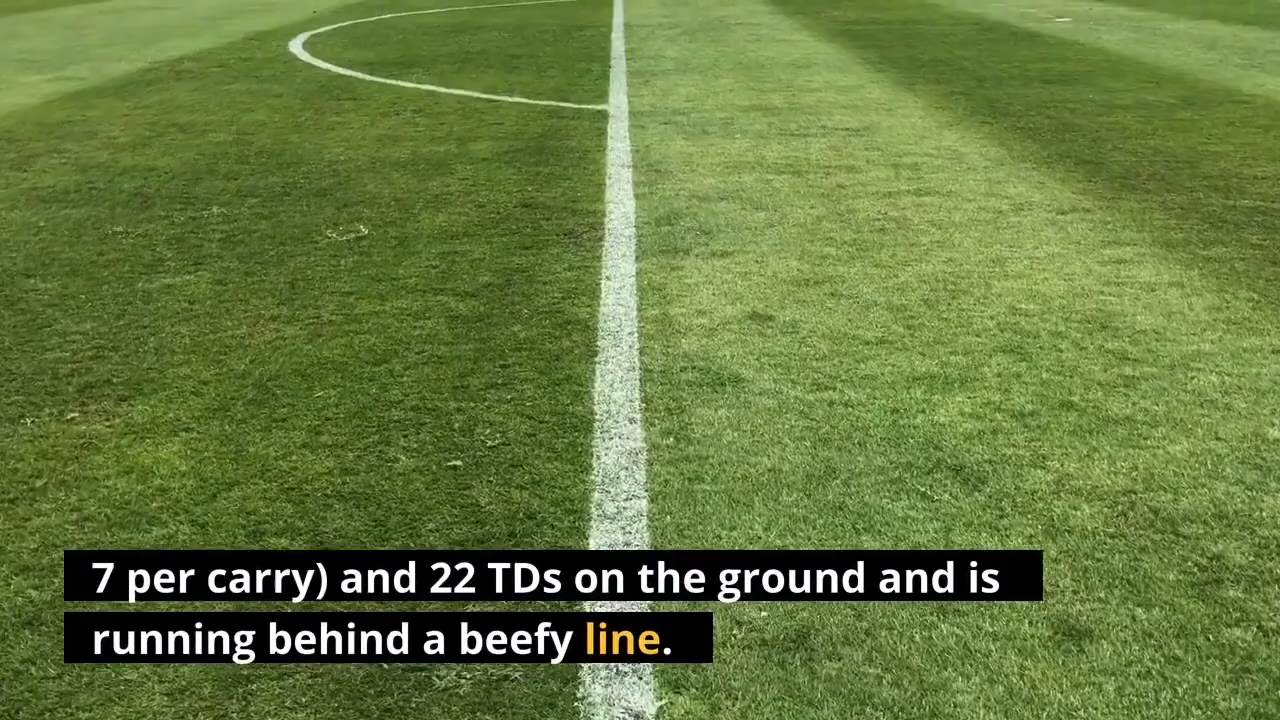 7 per carry) and 22 TDs on the ground and is
running behind a beefy line.